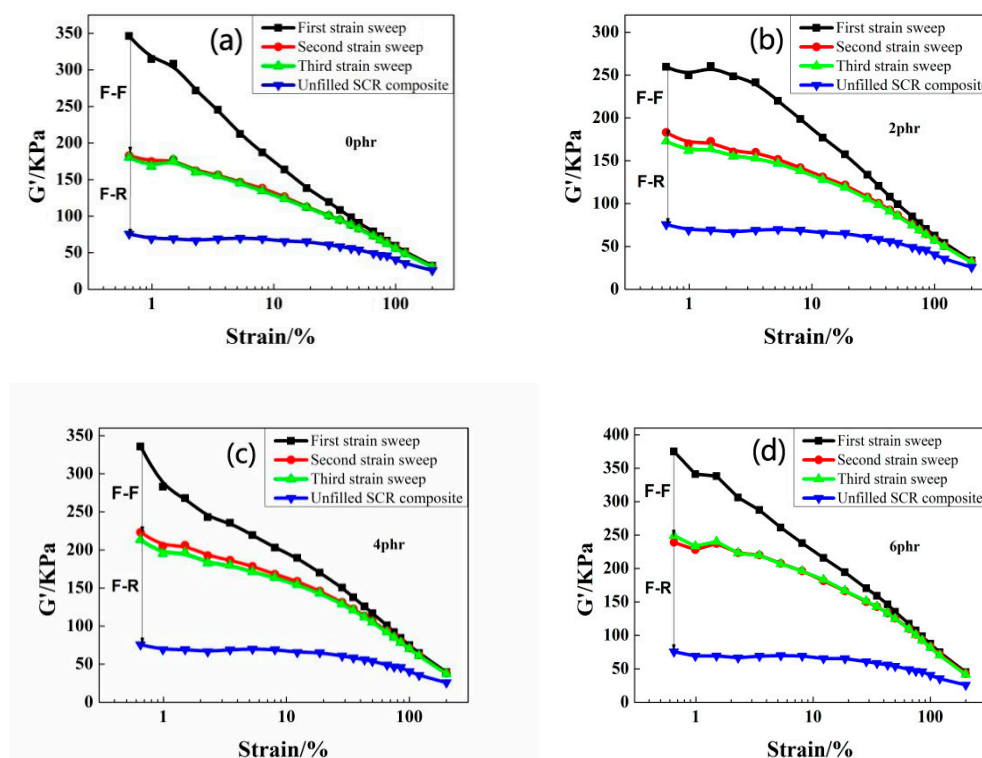 (a)
First strain sweep
Second strain sweep
Third strain sweep
Unfilled SCR composite
0phr
F-F
F-R
G'/KPa
350
300
250
200
150
100
50
0
1
10
100
Strain/%
(b)
First strain sweep
Second strain sweep
Third strain sweep
Unfilled SCR composite
2phr
F-F
F-R
G'/KPa
300
250
200
150
100
50
0
1
10
100
Strain/%
(c)
First strain sweep
Second strain sweep
Third strain sweep
Unfilled SCR composite
4phr
F-F
F-R
G'/KPa
350
300
250
200
150
100
50
0
1
10
100
Strain/%
(d)
First strain sweep
Second strain sweep
Third strain sweep
Unfilled SCR composite
6phr
F-F
F-R
G'/KPa
400
350
300
250
200
150
100
50
0
1
10
100
Strain/%